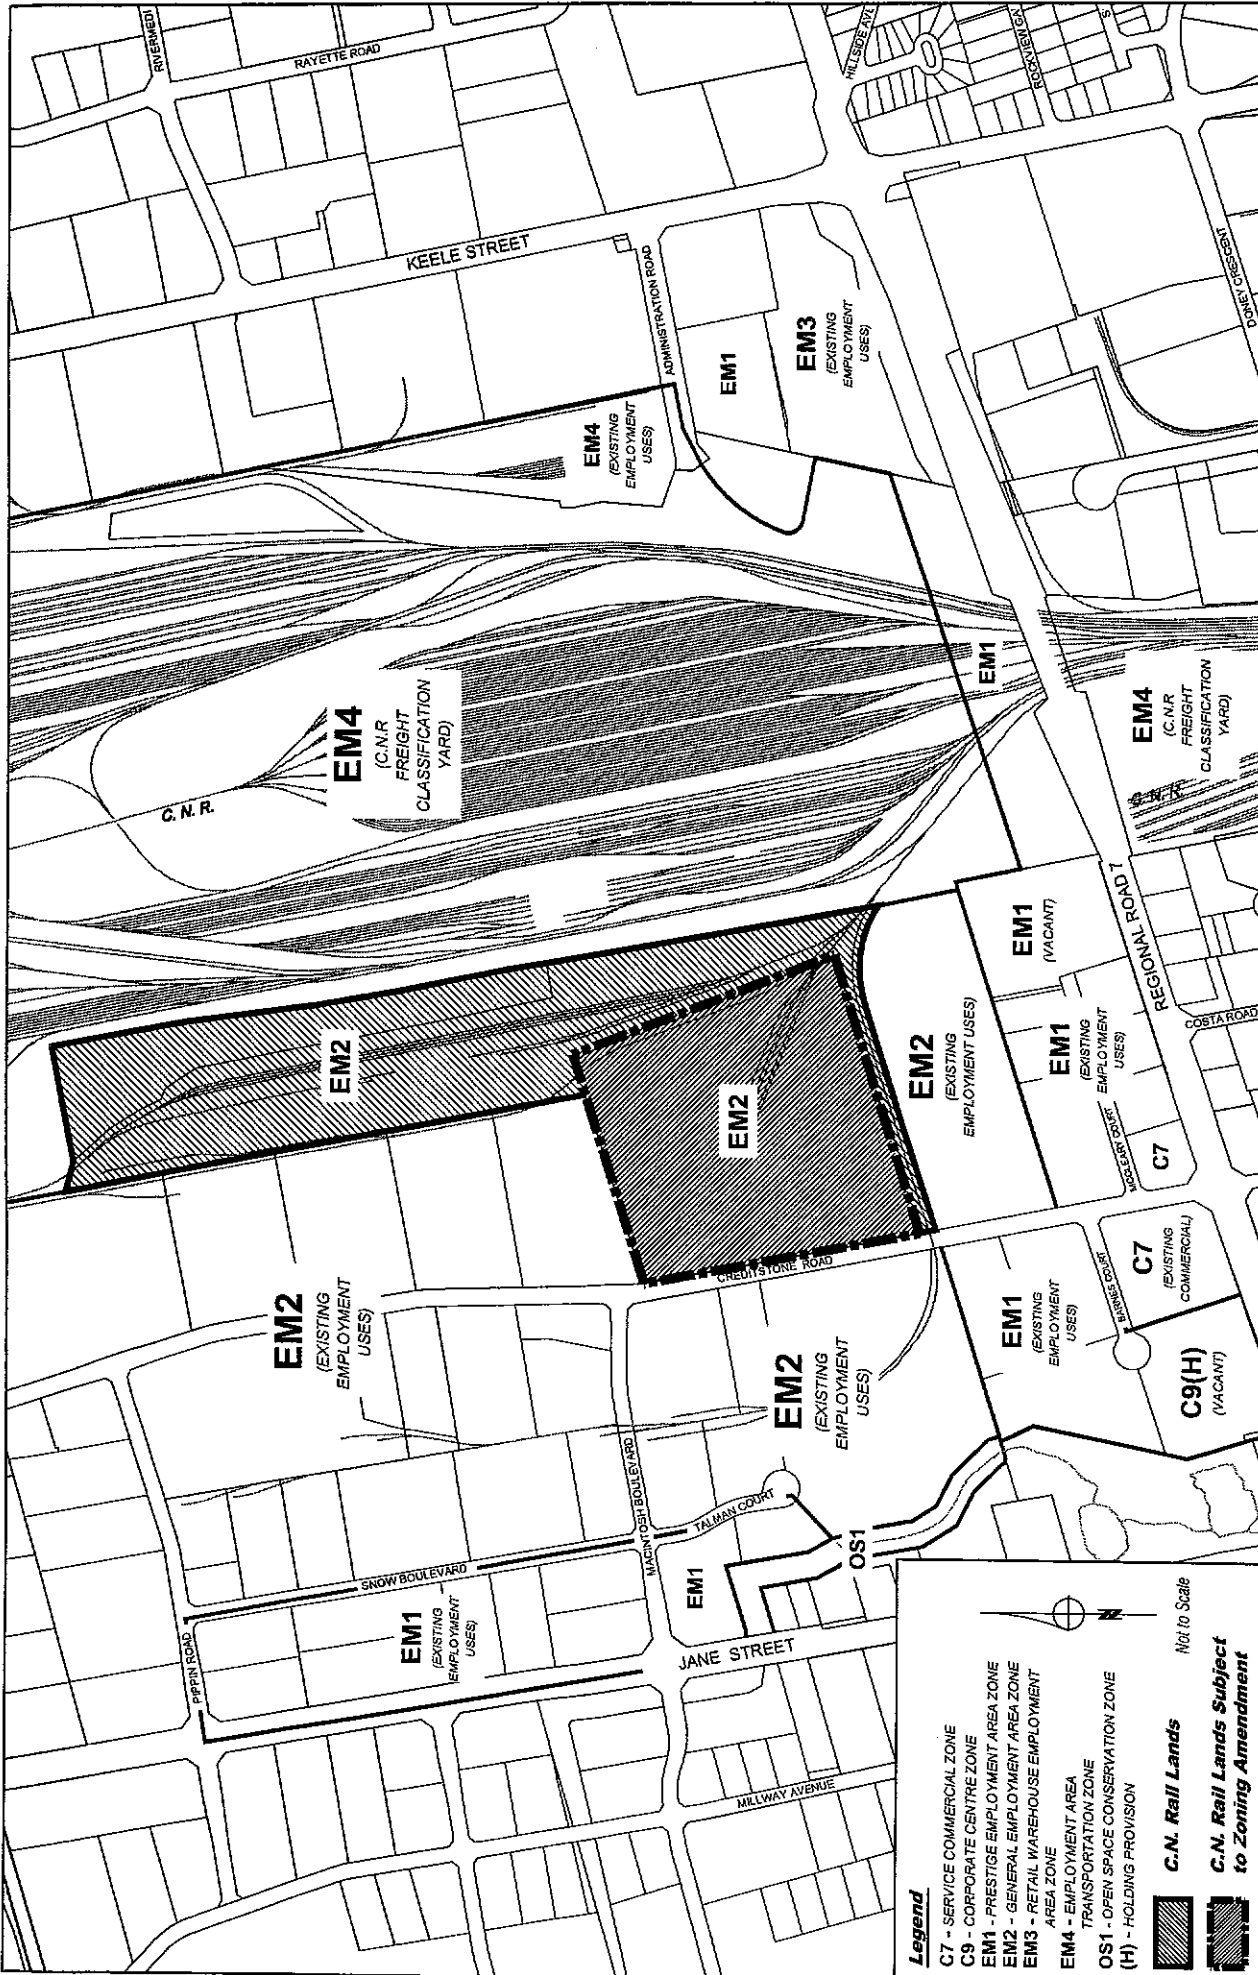 RIVERMEDI
RAYETTE ROAD
KEELE STREET
HILLSIDE AVE
ROCKVIEW GA
S
ADMINISTRATION ROAD
EM1
EM3
(EXISTING
EMPLOYMENT
USES)
DONEY CRESCENT
EM4
(EXISTING
EMPLOYMENT
USES)
EM4
(C.N.R
FREIGHT
CLASSIFICATION
YARD)
C. N. R.
EM1
EM4
(C.N.R
FREIGHT
CLASSIFICATION
YARD)
C. N. R.
REGIONAL ROAD 7
EM1
(VACANT)
EM2
EM2
EM2
(EXISTING
EMPLOYMENT USES)
EM1
(EXISTING
EMPLOYMENT
USES)
COSTA ROAD
MCCLEARY COURT
C7
CREDITSTONE ROAD
EM2
(EXISTING
EMPLOYMENT
USES)
EM2
(EXISTING
EMPLOYMENT
USES)
EM1
(EXISTING
EMPLOYMENT
USES)
BARNES COURT
C7
(EXISTING
COMMERCIAL)
C9(H)
(VACANT)
MACINTOSH BOULEVARD
TALMAN COURT
SNOW BOULEVARD
PIPPIN ROAD
EM1
(EXISTING
EMPLOYMENT
USES)
EM1
OS1
JANE STREET
MILLWAY AVENUE
Legend
C7 - SERVICE COMMERCIAL ZONE
C9 - CORPORATE CENTRE ZONE
EM1 - PRESTIGE EMPLOYMENT AREA ZONE
EM2 - GENERAL EMPLOYMENT AREA ZONE
EM3 - RETAIL WAREHOUSE EMPLOYMENT
AREA ZONE
EM4 - EMPLOYMENT AREA
TRANSPORTATION ZONE
OS1 - OPEN SPACE CONSERVATION ZONE
(H) - HOLDING PROVISION
N
Not to Scale
C.N. Rail Lands
C.N. Rail Lands Subject
to Zoning Amendment